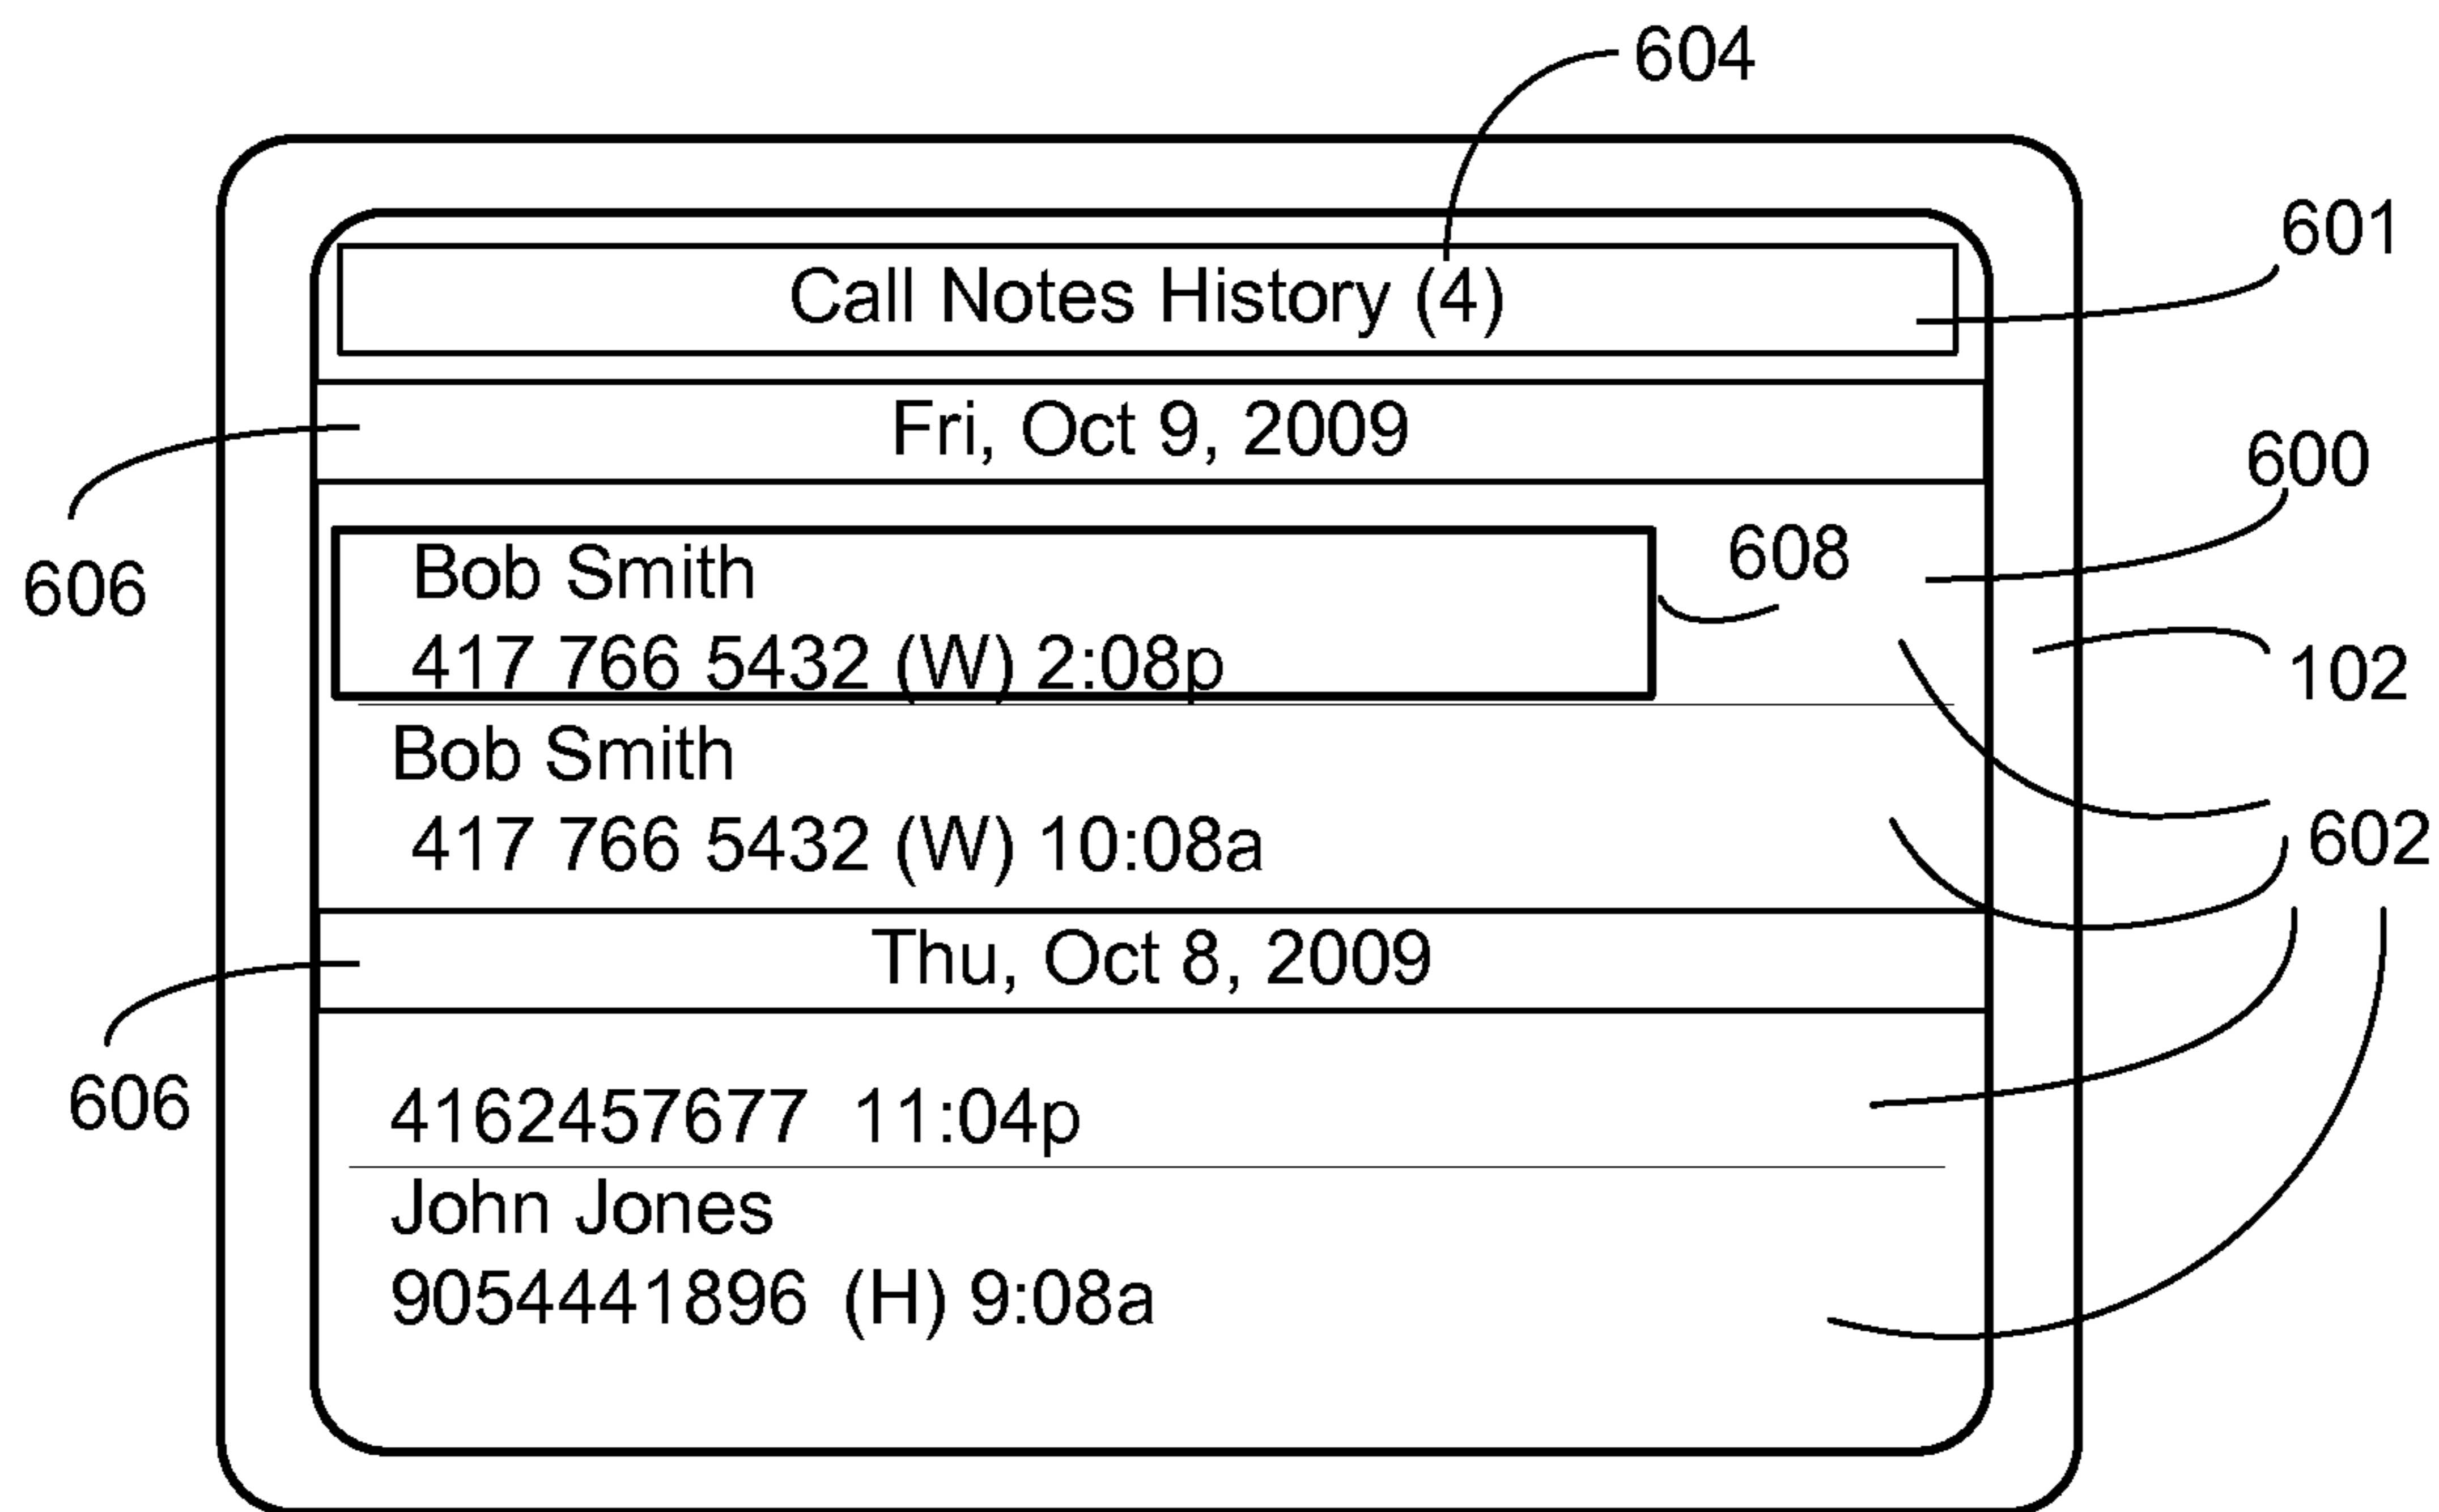 604
601
Call Notes History (4)
Fri, Oct 9, 2009
600
606
608
Bob Smith
417 766 5432 (W) 2:08p
102
Bob Smith
417 766 5432 (W) 10:08a
602
Thu, Oct 8, 2009
606
4162457677 11:04p
John Jones
9054441896 (H) 9:08a